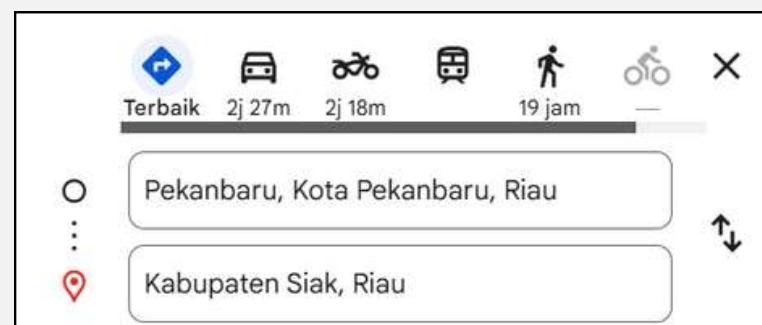 Terbaik 2j 27m 2j 18m 19 jam —
Pekanbaru, Kota Pekanbaru, Riau
Kabupaten Siak, Riau